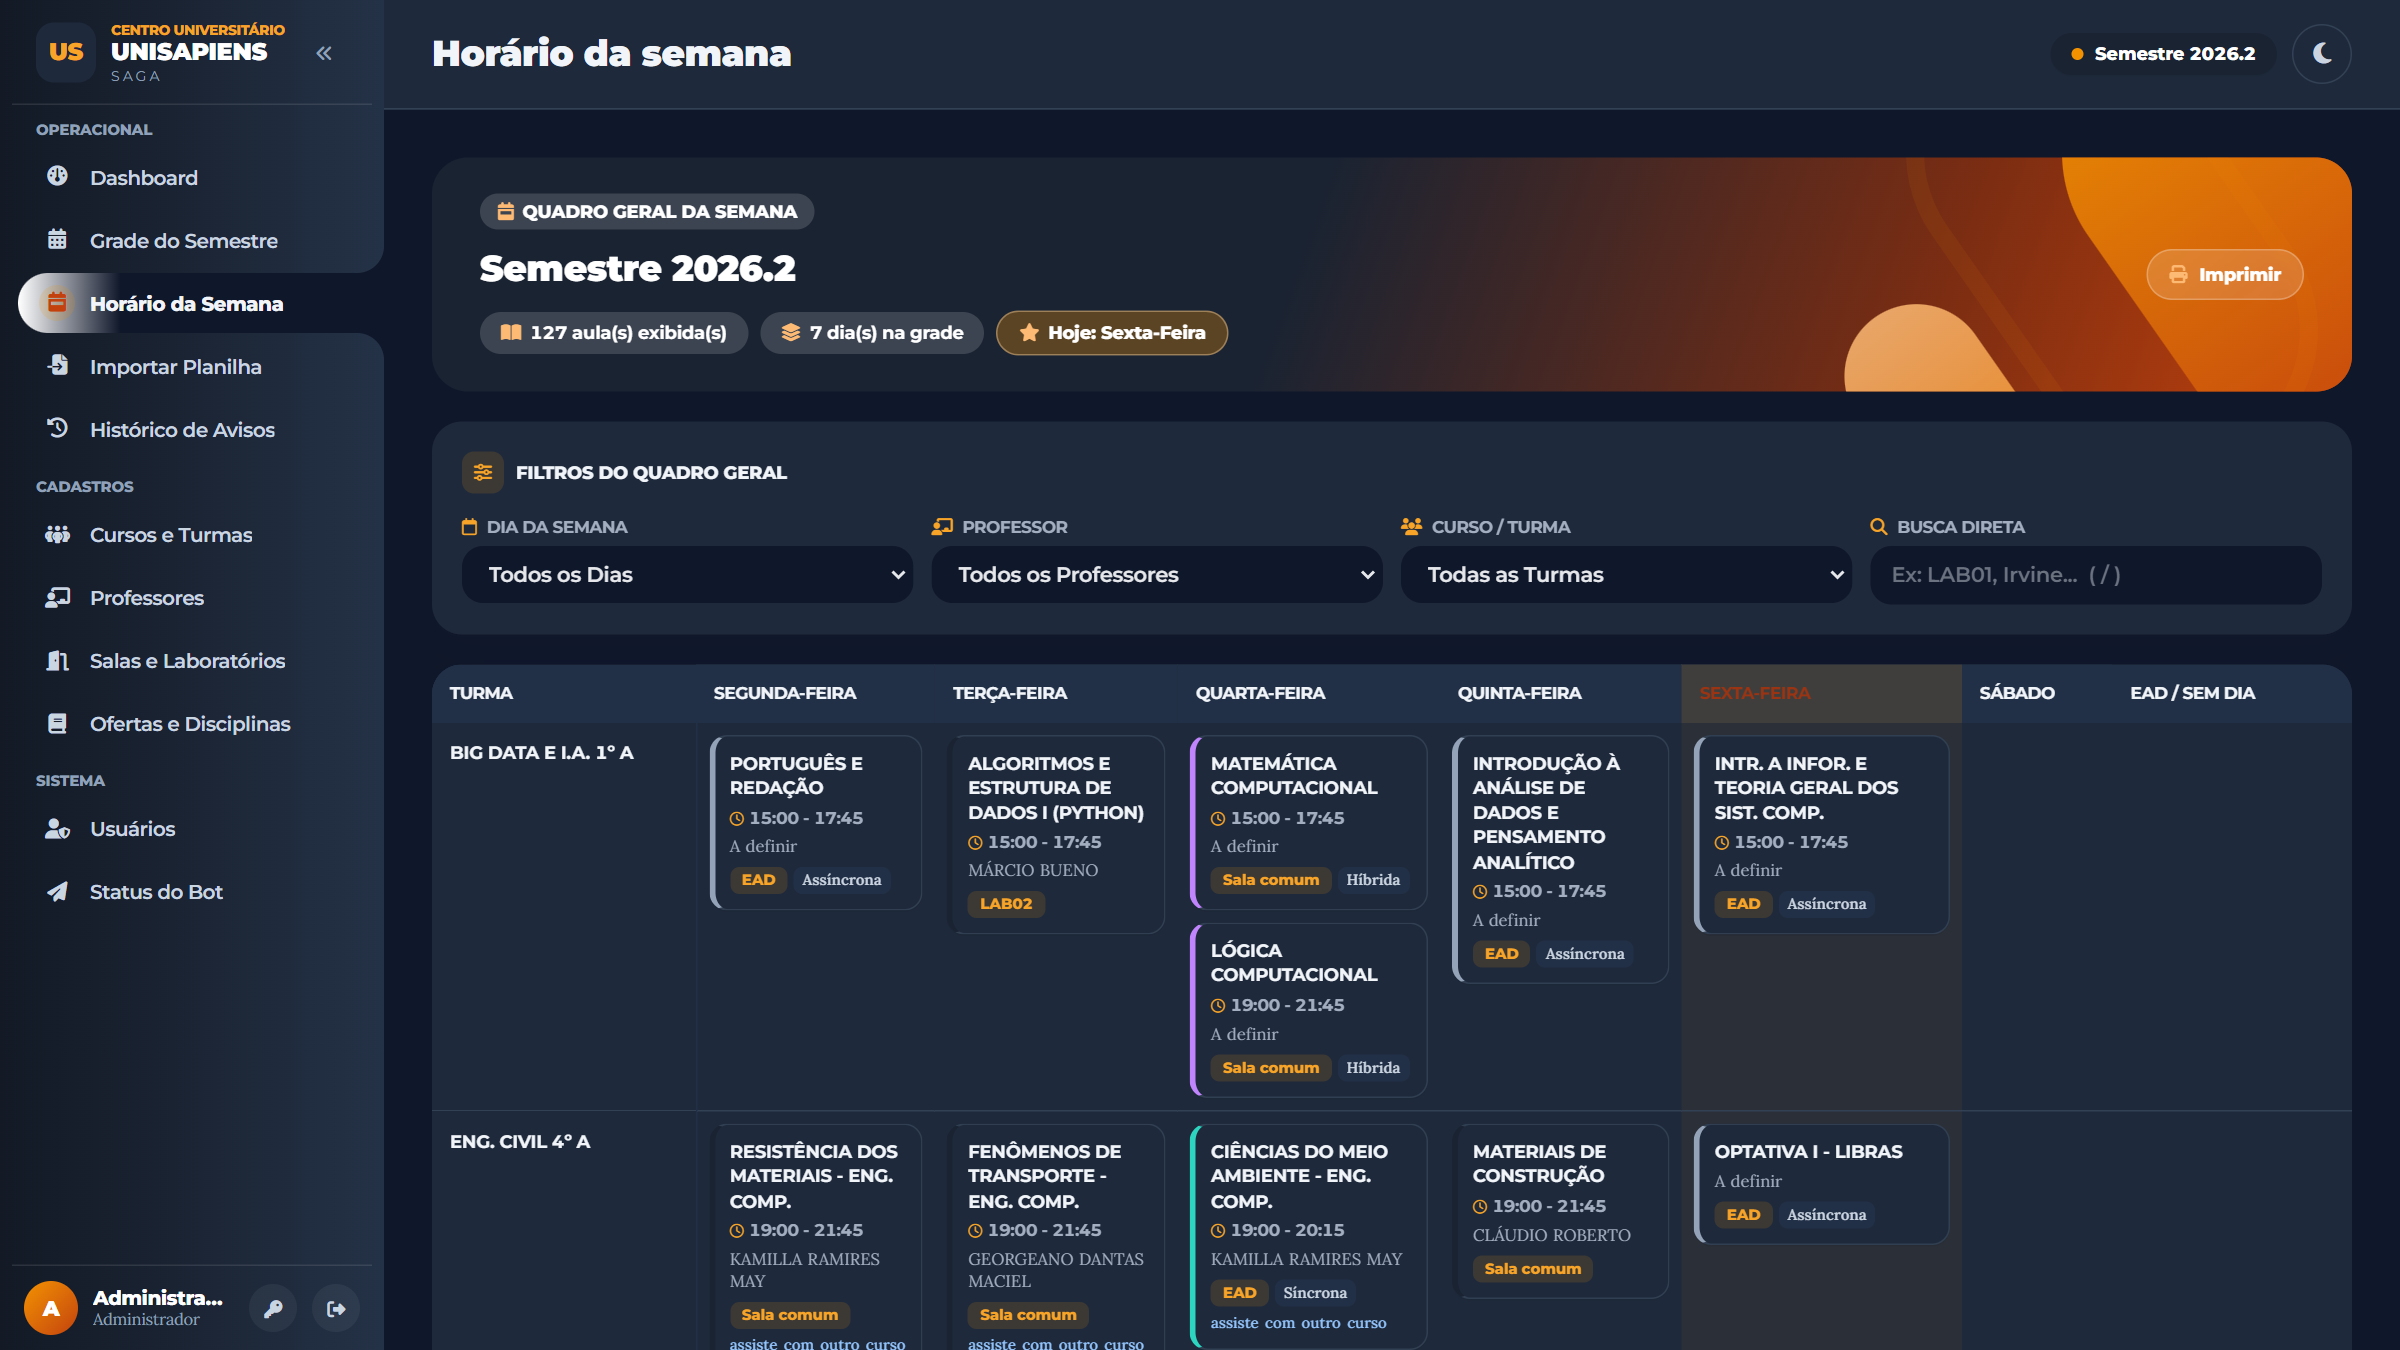 US
CENTRO UNIVERSITÁRIO
UNISAPIENS
SAGA
OPERACIONAL
Dashboard
Grade do Semestre
Horário da Semana
Importar Planilha
Histórico de Avisos
CADASTROS
Cursos e Turmas
Professores
Salas e Laboratórios
Ofertas e Disciplinas
SISTEMA
Usuários
Status do Bot
A
Administra...
Administrador
Horário da semana
Semestre 2026.2
QUADRO GERAL DA SEMANA
Semestre 2026.2
127 aula(s) exibida(s)
7 dia(s) na grade
Hoje: Sexta-Feira
Imprimir
FILTROS DO QUADRO GERAL
DIA DA SEMANA
Todos os Dias
PROFESSOR
Todos os Professores
CURSO / TURMA
Todas as Turmas
BUSCA DIRETA
Ex: LAB01, Irvine... ( / )
TURMA
SEGUNDA-FEIRA
TERÇA-FEIRA
QUARTA-FEIRA
QUINTA-FEIRA
SEXTA-FEIRA
SÁBADO
EAD / SEM DIA
BIG DATA E I.A. 1º A
PORTUGUÊS E
REDAÇÃO
15:00 - 17:45
A definir
EAD
Assíncrona
ALGORITMOS E
ESTRUTURA DE
DADOS I (PYTHON)
15:00 - 17:45
MÁRCIO BUENO
LAB02
MATEMÁTICA
COMPUTACIONAL
15:00 - 17:45
A definir
Sala comum
Híbrida
LÓGICA
COMPUTACIONAL
19:00 - 21:45
A definir
Sala comum
Híbrida
INTRODUÇÃO À
ANÁLISE DE
DADOS E
PENSAMENTO
ANALÍTICO
15:00 - 17:45
A definir
EAD
Assíncrona
INTR. A INFOR. E
TEORIA GERAL DOS
SIST. COMP.
15:00 - 17:45
A definir
EAD
Assíncrona
ENG. CIVIL 4º A
RESISTÊNCIA DOS
MATERIAIS - ENG.
COMP.
19:00 - 21:45
KAMILLA RAMIRES
MAY
Sala comum
assiste com outro curso
FENÔMENOS DE
TRANSPORTE -
ENG. COMP.
19:00 - 21:45
GEORGEANO DANTAS
MACIEL
Sala comum
assiste com outro curso
CIÊNCIAS DO MEIO
AMBIENTE - ENG.
COMP.
19:00 - 20:15
KAMILLA RAMIRES MAY
EAD
Síncrona
assiste com outro curso
MATERIAIS DE
CONSTRUÇÃO
19:00 - 21:45
CLÁUDIO ROBERTO
Sala comum
OPTATIVA I - LIBRAS
A definir
EAD
Assíncrona